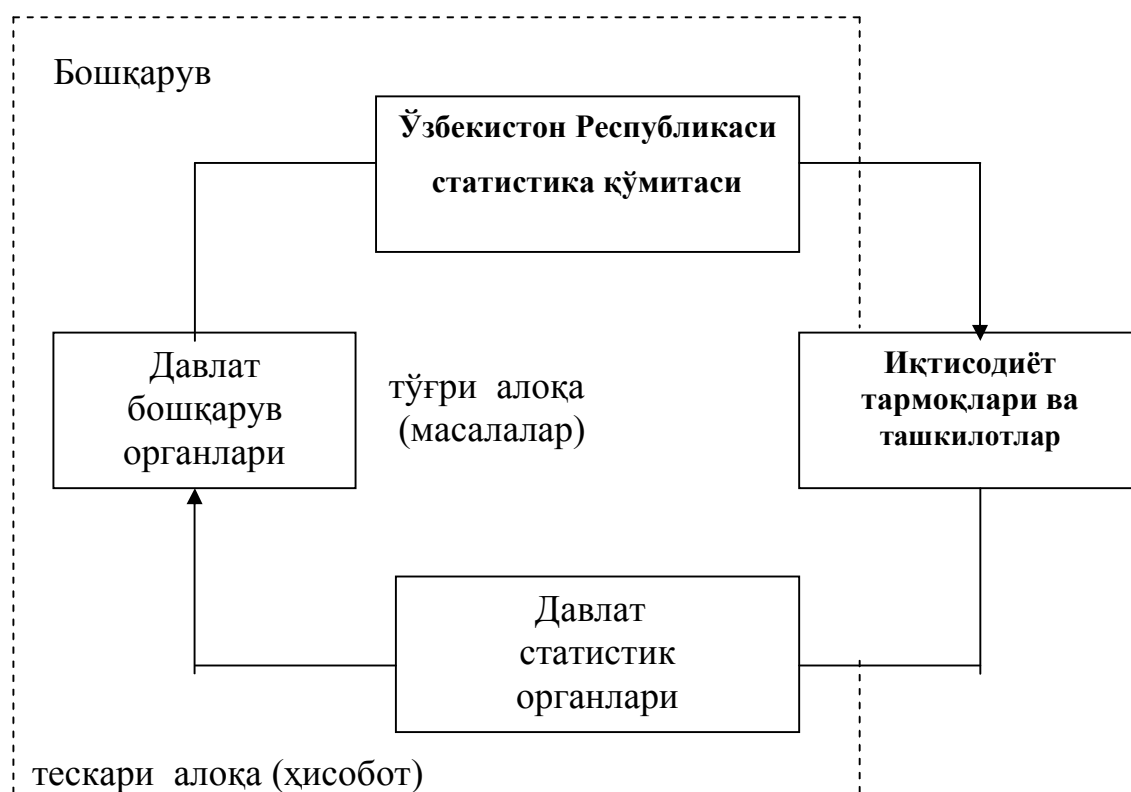 Бошқарув
Ўзбекистон Республикаси
статистика қўмитаси
Давлат
бошқарув
органлари
тўғри алоқа
(масалалар)
Иқтисодиёт
тармоқлари ва
ташкилотлар
Давлат
статистик
органлари
тескари алоқа (ҳисобот)